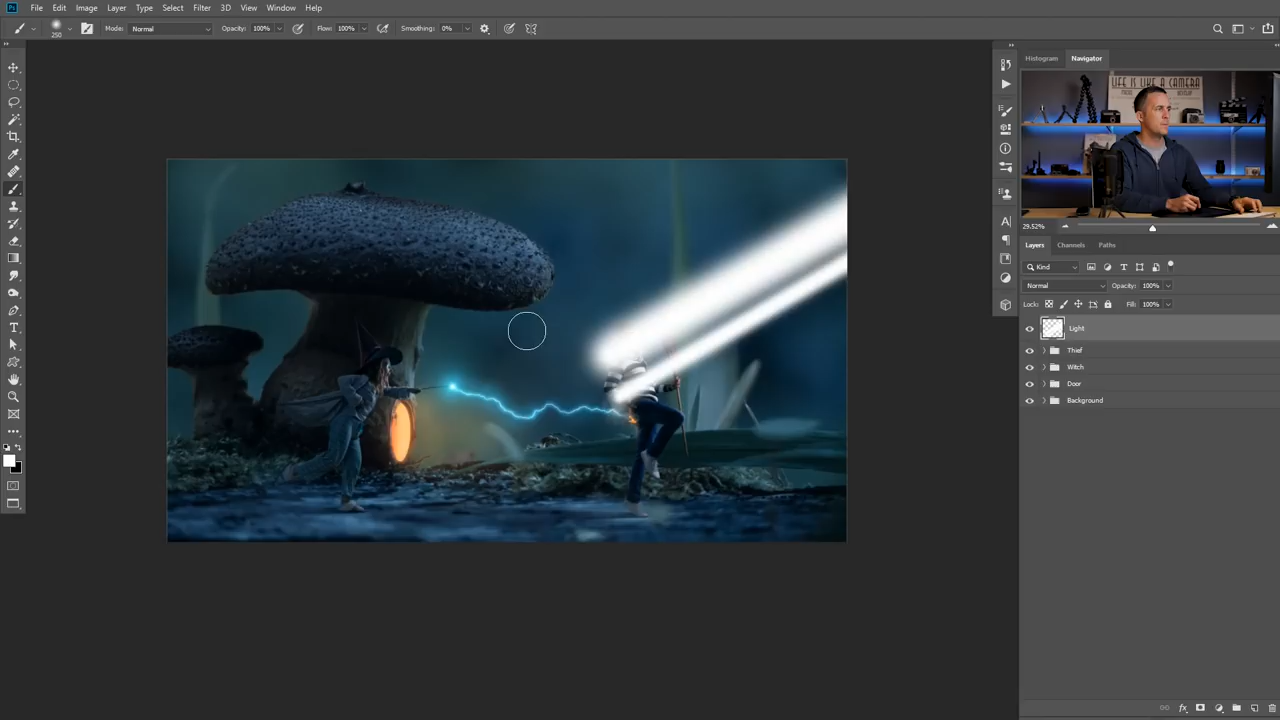 Ps File Edit Image Layer Type Select Filter 3D View Window Help
250 Mode: Normal Opacity: 100% Flow: 100% Smoothing: 0%
Histogram Navigator
LIFE IS LIKE A CAMERA
29.52%
Layers Channels Paths
Kind
Normal Opacity: 100%
Lock: Fill: 100%
Light
Thief
Witch
Door
Background